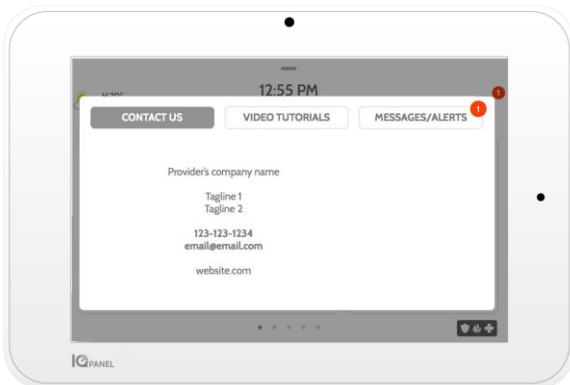 12:55 PM
1
CONTACT US
VIDEO TUTORIALS
MESSAGES/ALERTS
1
Provider's company name
Tagline 1
Tagline 2
123-123-1234
email@email.com
website.com
IQPANEL